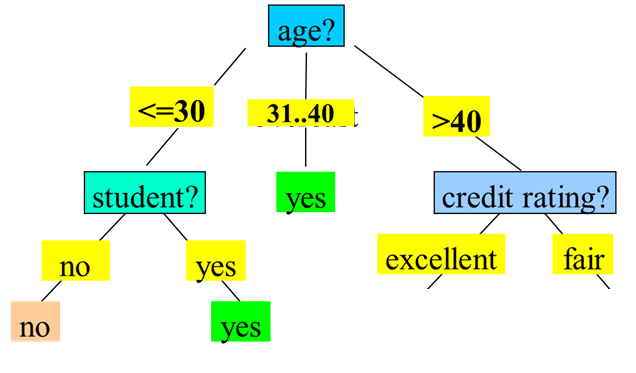 age?
<=30
31..40
>40
student?
yes
credit rating?
no
yes
excellent
fair
no
yes